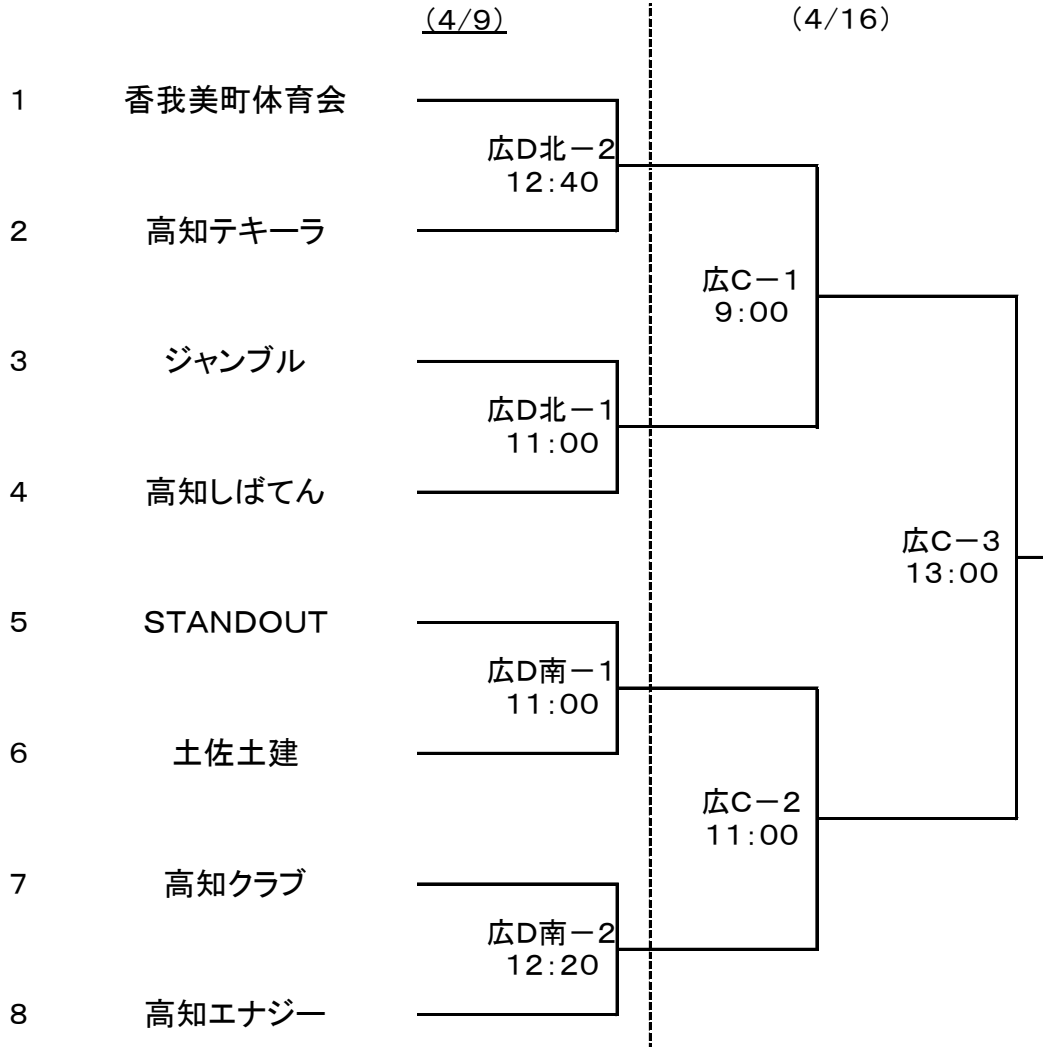 (4/9)
(4/16)
1 香我美町体育会
広D北－2
12:40
2 高知テキーラ
広C－1
9:00
3 ジャンブル
広D北－1
11:00
4 高知しばてん
広C－3
13:00
5 STANDOUT
広D南－1
11:00
6 土佐土建
広C－2
11:00
7 高知クラブ
広D南－2
12:20
8 高知エナジー